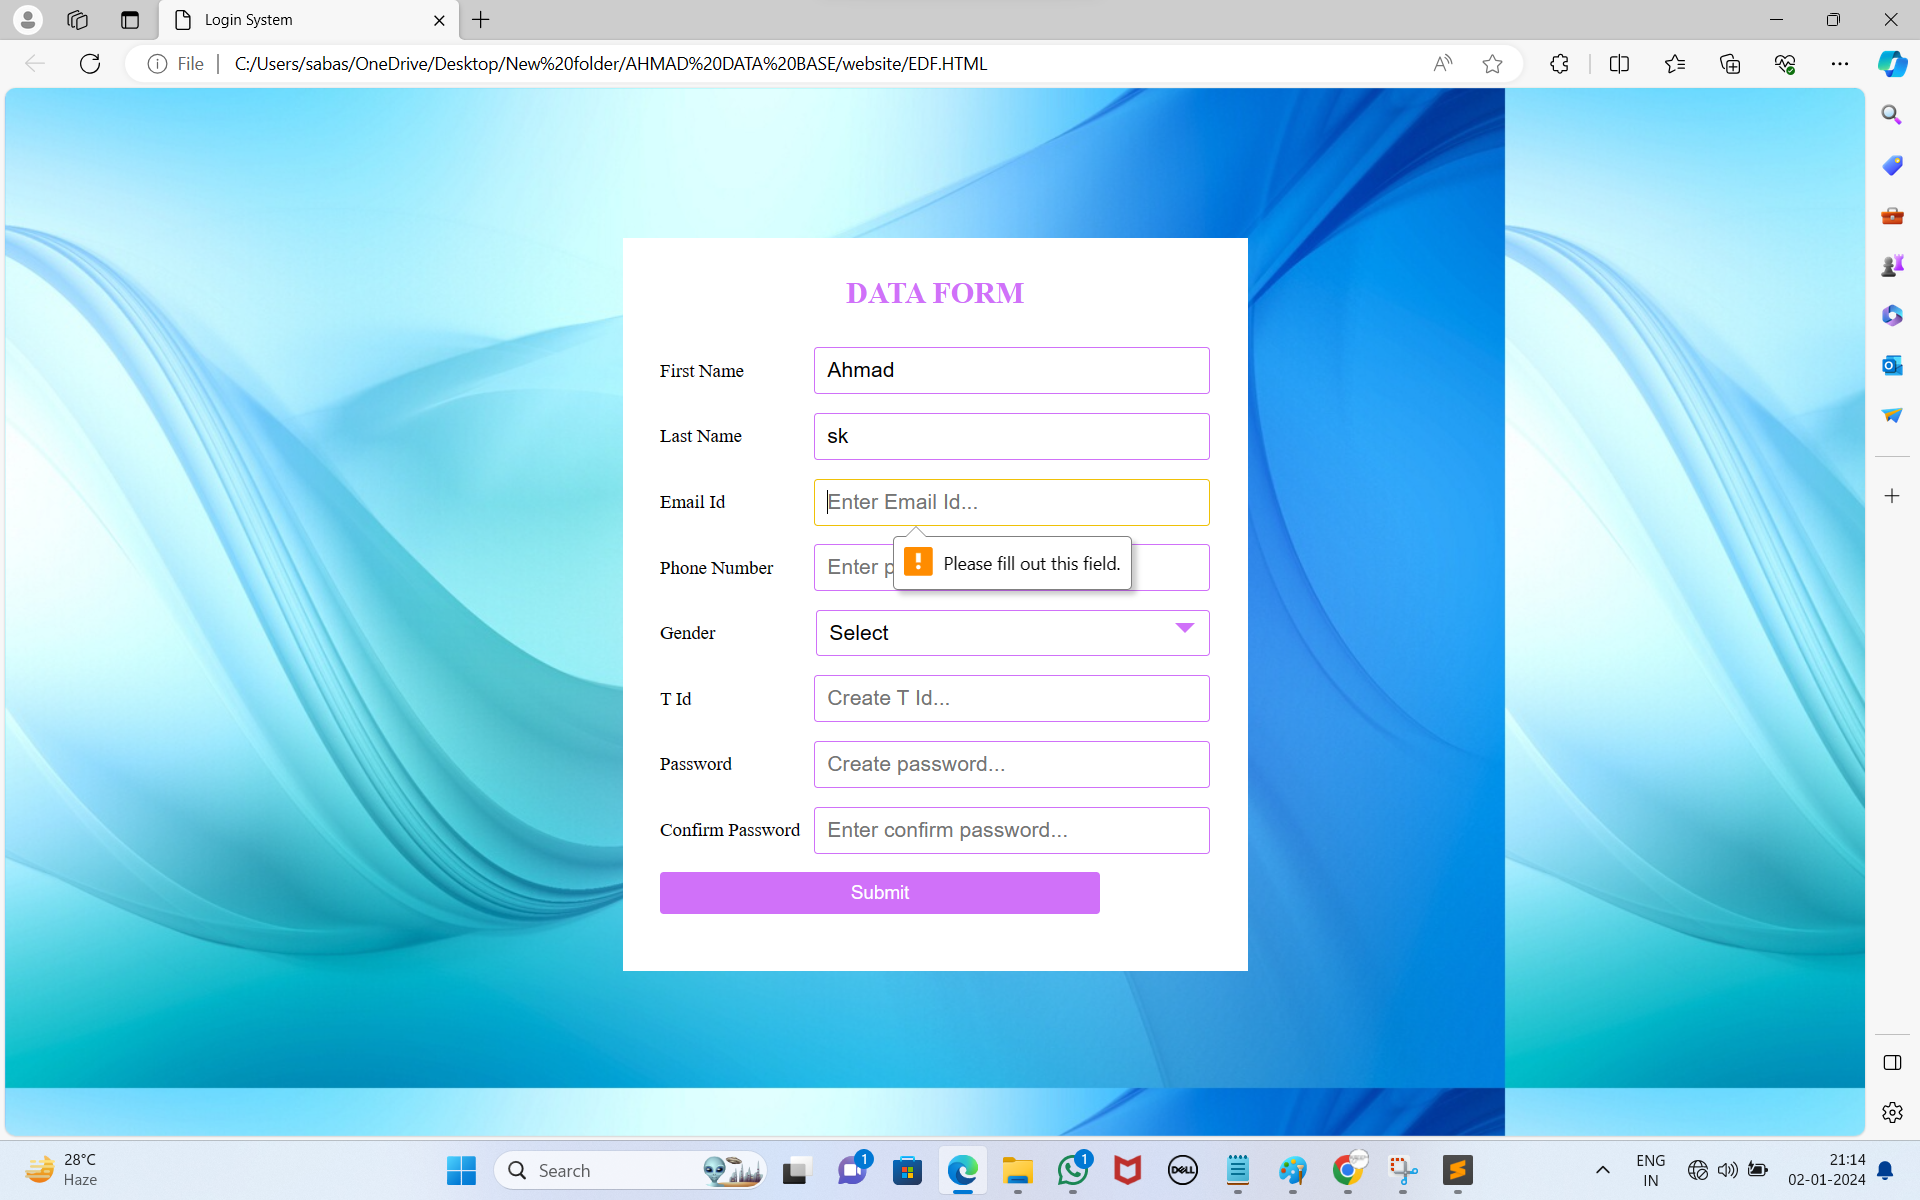 Login System
File
C:/Users/sabas/OneDrive/Desktop/New%20folder/AHMAD%20DATA%20BASE/website/EDF.HTML
DATA FORM
First Name
Ahmad
Last Name
sk
Email Id
Enter Email Id...
Please fill out this field.
Phone Number
Enter p
Gender
Select
T Id
Create T Id...
Password
Create password...
Confirm Password
Enter confirm password...
Submit
28°C
Haze
Search
1
DELL
1
ENG
IN
21:14
02-01-2024